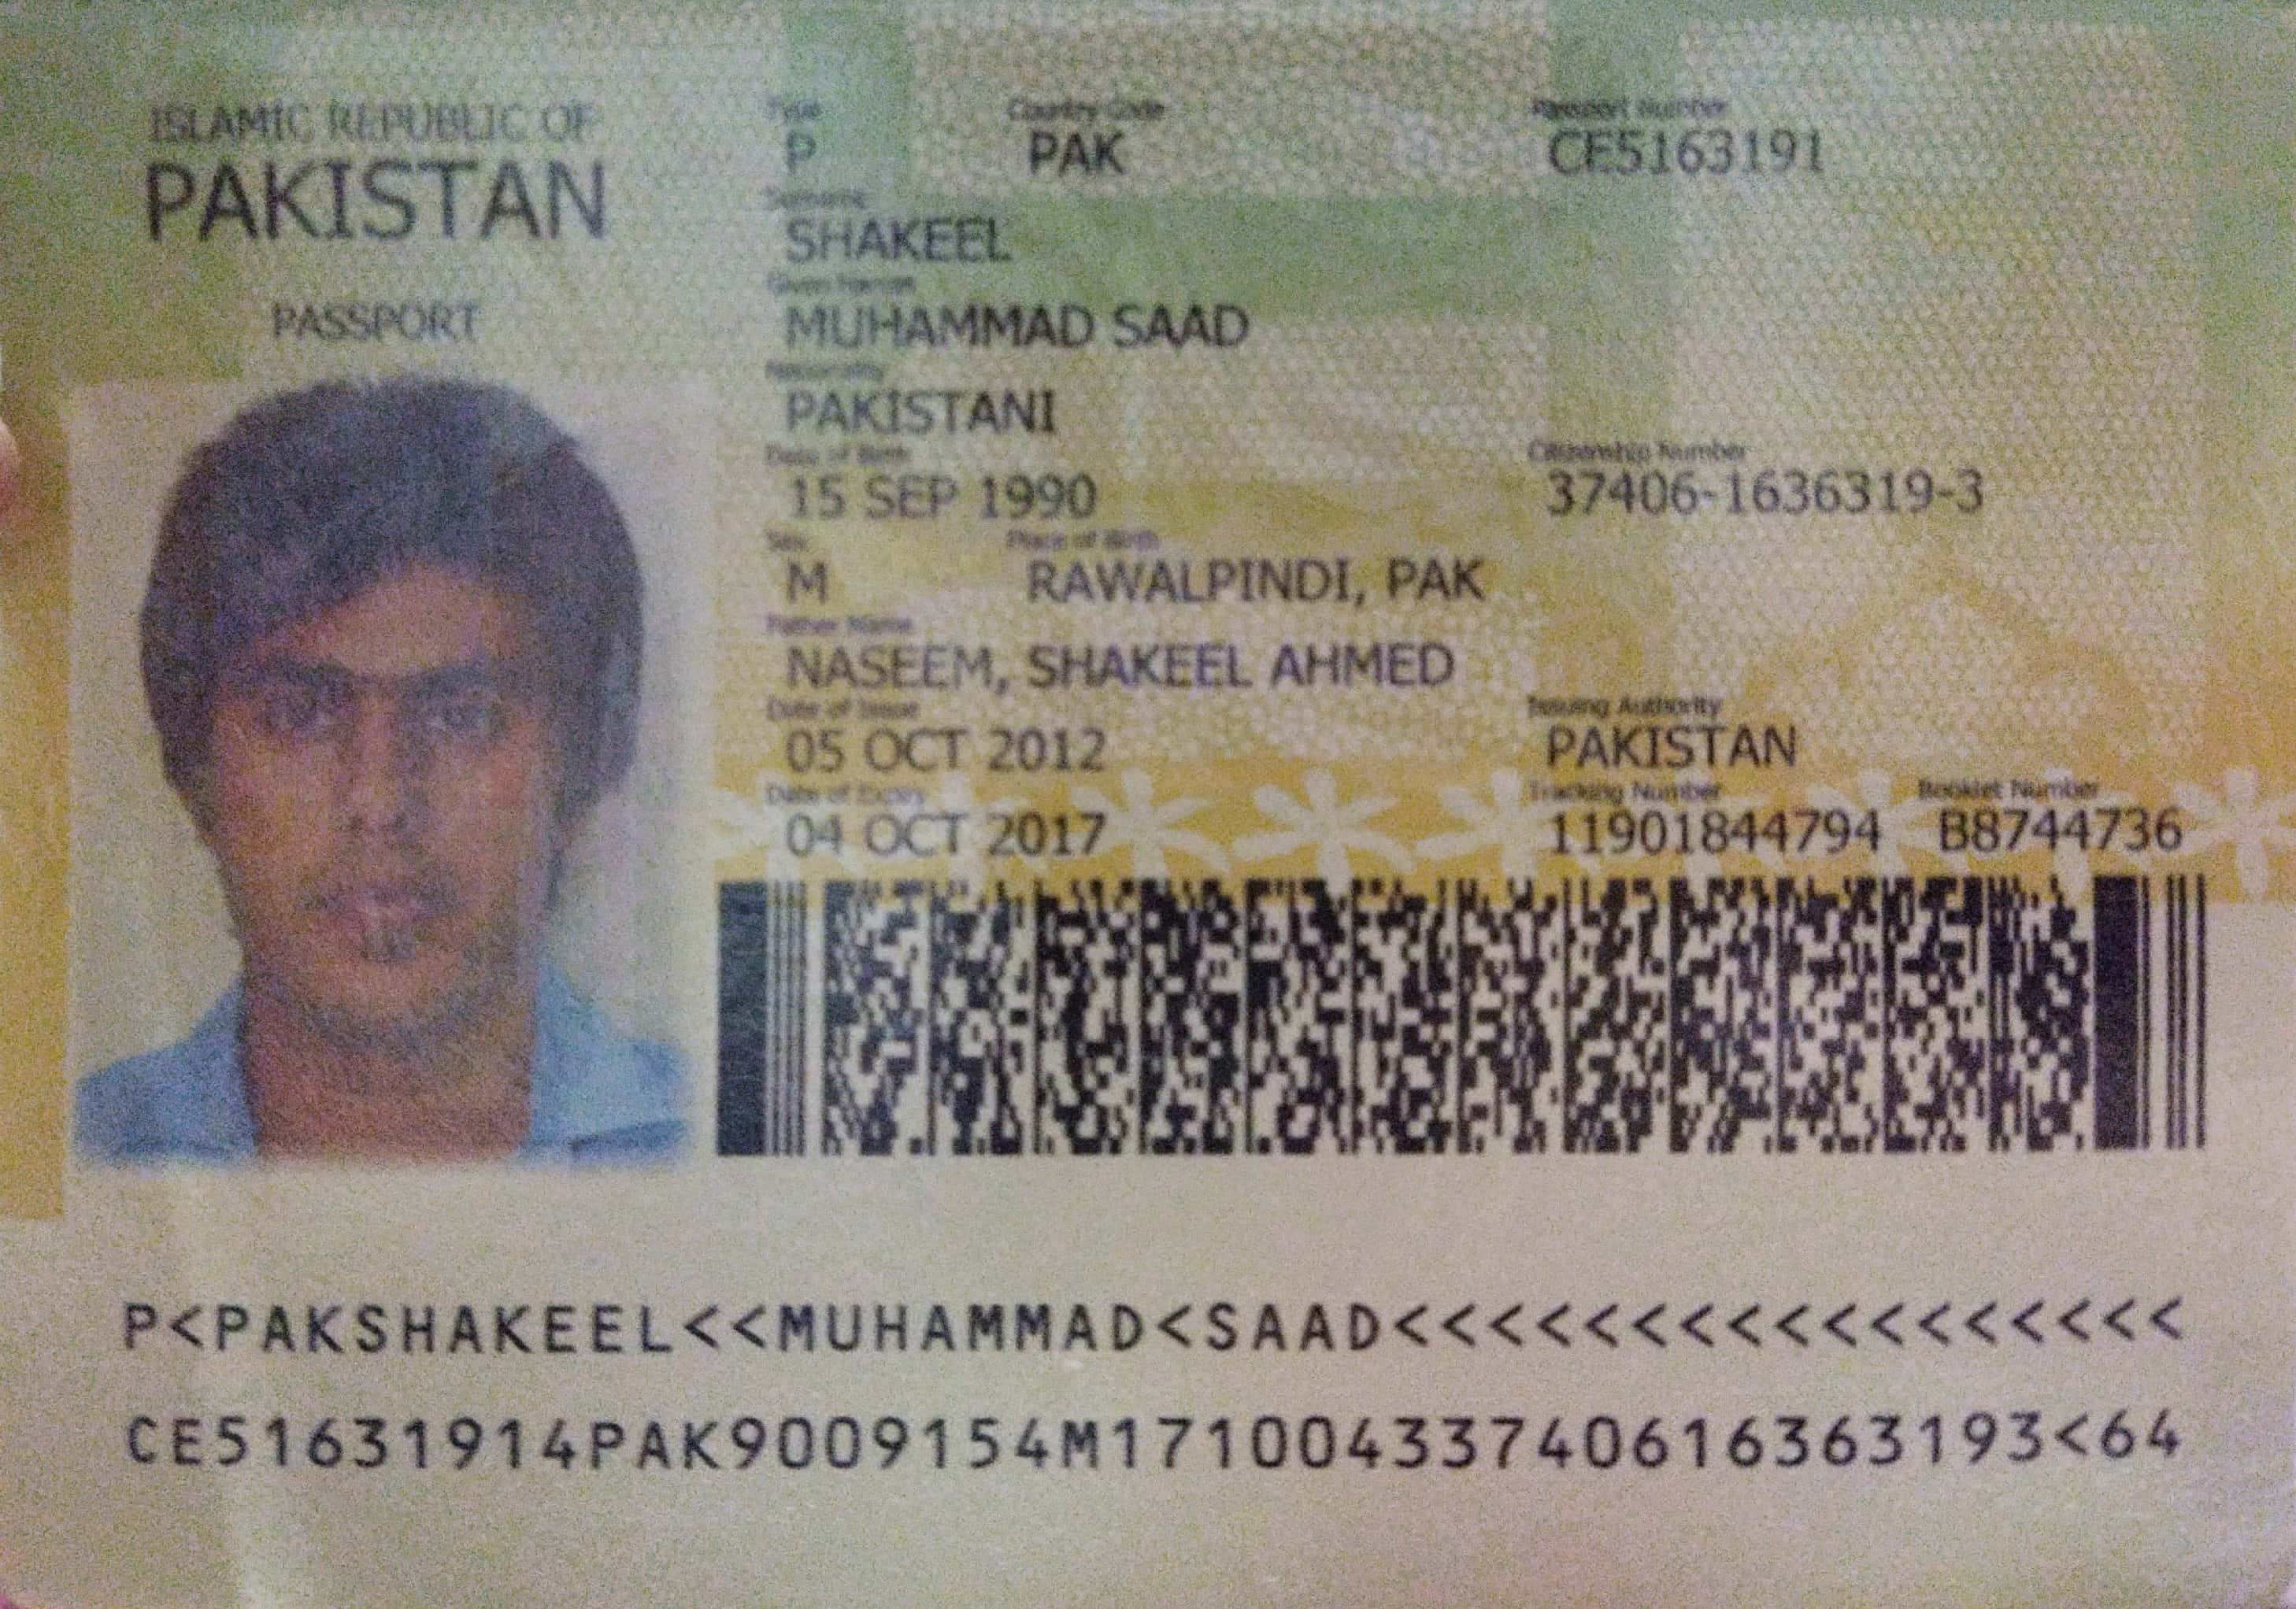 ISLAMIC REPUBLIC OF
PAKISTAN
PASSPORT
Type Country Code Passport Number
P PAK CE5163191
Surname
SHAKEEL
Given Names
MUHAMMAD SAAD
Nationality
PAKISTANI
Date of Birth Citizenship Number
15 SEP 1990 37406-1636319-3
Sex Place of Birth
M RAWALPINDI, PAK
Father Name
NASEEM, SHAKEEL AHMED
Date of Issue Issuing Authority
05 OCT 2012 PAKISTAN
Date of Expiry Tracking Number Booklet Number
04 OCT 2017 11901844794 B8744736
P<PAKSHAKEEL<<MUHAMMAD<SAAD<<<<<<<<<<<<<<<<<
CE51631914PAK9009154M17100433740616363193<64